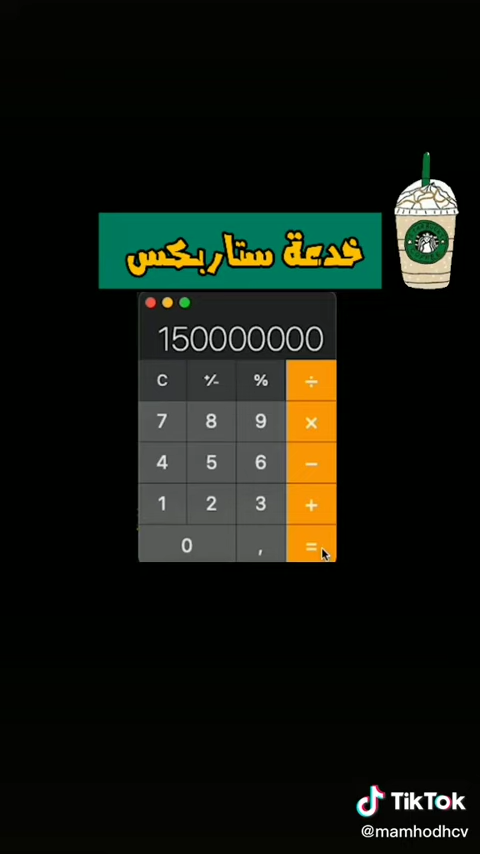 خدعة ستاربكس
150000000
C ⁺∕₋ % ÷
7 8 9 ×
4 5 6 −
1 2 3 +
0 , =
TikTok
@mamhodhcv